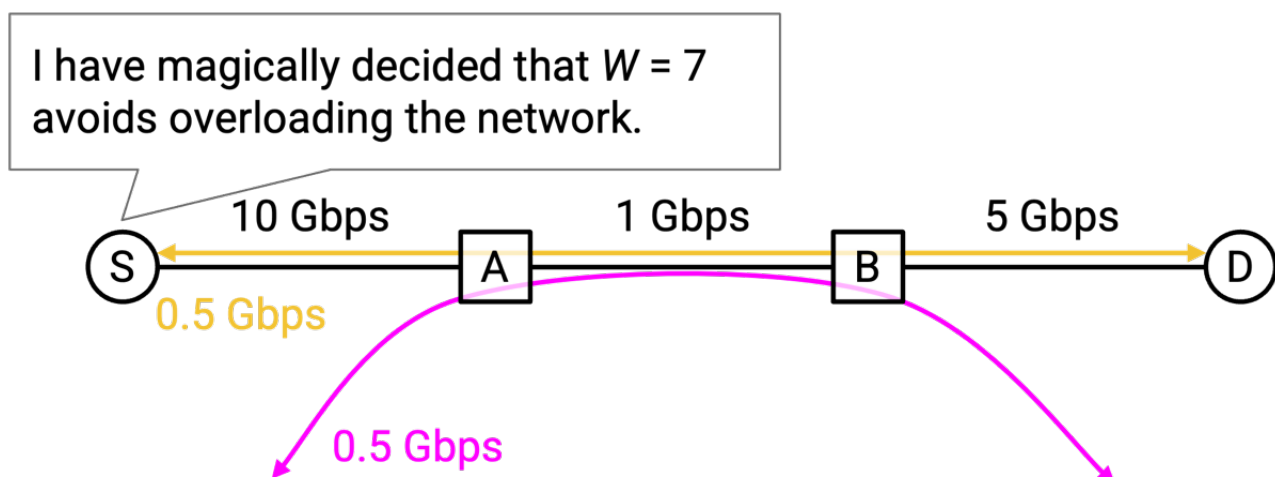 I have magically decided that W = 7
avoids overloading the network.
10 Gbps
1 Gbps
5 Gbps
S
A
B
D
0.5 Gbps
0.5 Gbps